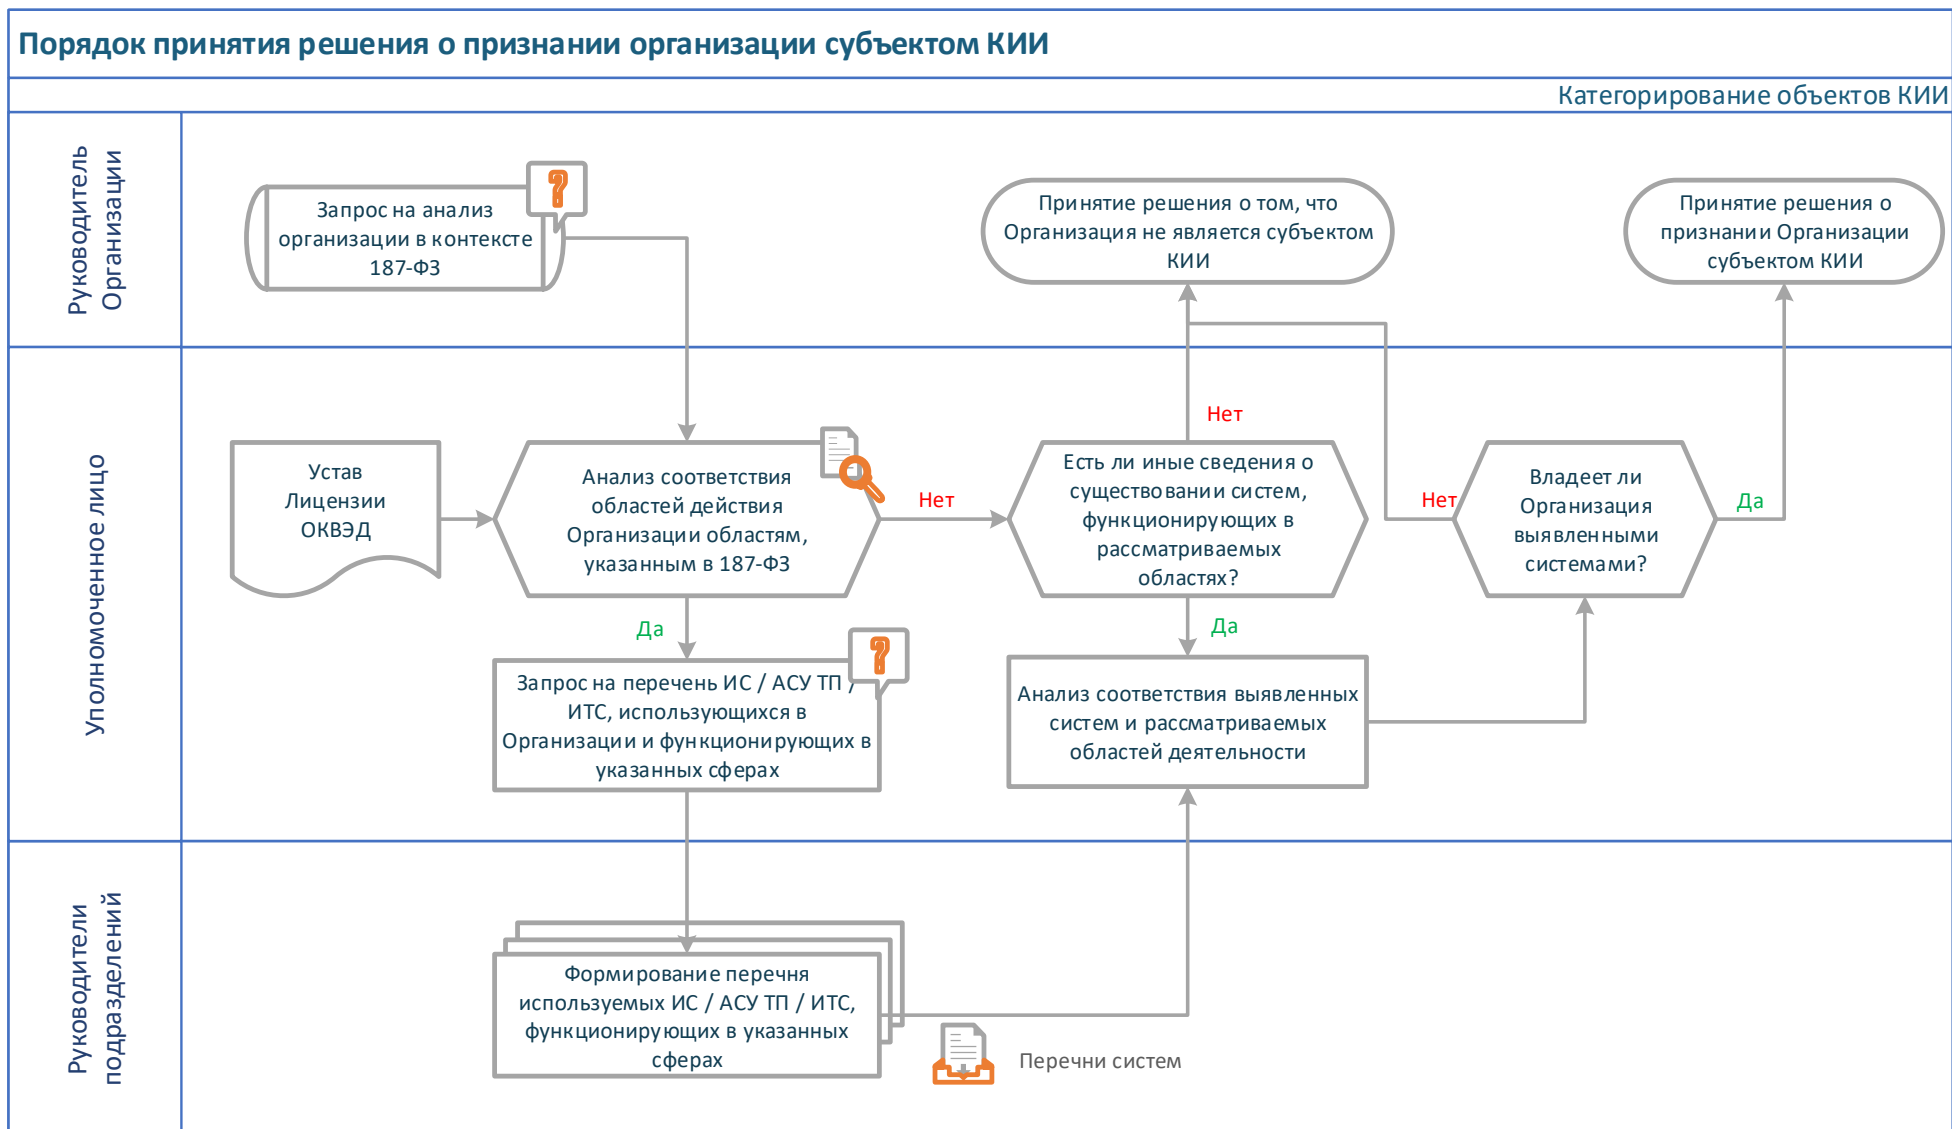 Порядок принятия решения о признании организации субъектом КИИ
Категорирование объектов КИИ
Руководитель
Организации
Запрос на анализ
организации в контексте
187-ФЗ
Принятие решения о том, что
Организация не является субъектом
КИИ
Принятие решения о
признании Организации
субъектом КИИ
Уполномоченное лицо
Устав
Лицензии
ОКВЭД
Анализ соответствия
областей действия
Организации областям,
указанным в 187-ФЗ
Нет
Да
Есть ли иные сведения о
существовании систем,
функционирующих в
рассматриваемых
областях?
Нет
Да
Владеет ли
Организация
выявленными
системами?
Нет
Да
Запрос на перечень ИС / АСУ ТП /
ИТС, использующихся в
Организации и функционирующих в
указанных сферах
Анализ соответствия выявленных
систем и рассматриваемых
областей деятельности
Руководители
подразделений
Формирование перечня
используемых ИС / АСУ ТП / ИТС,
функционирующих в указанных
сферах
Перечни систем